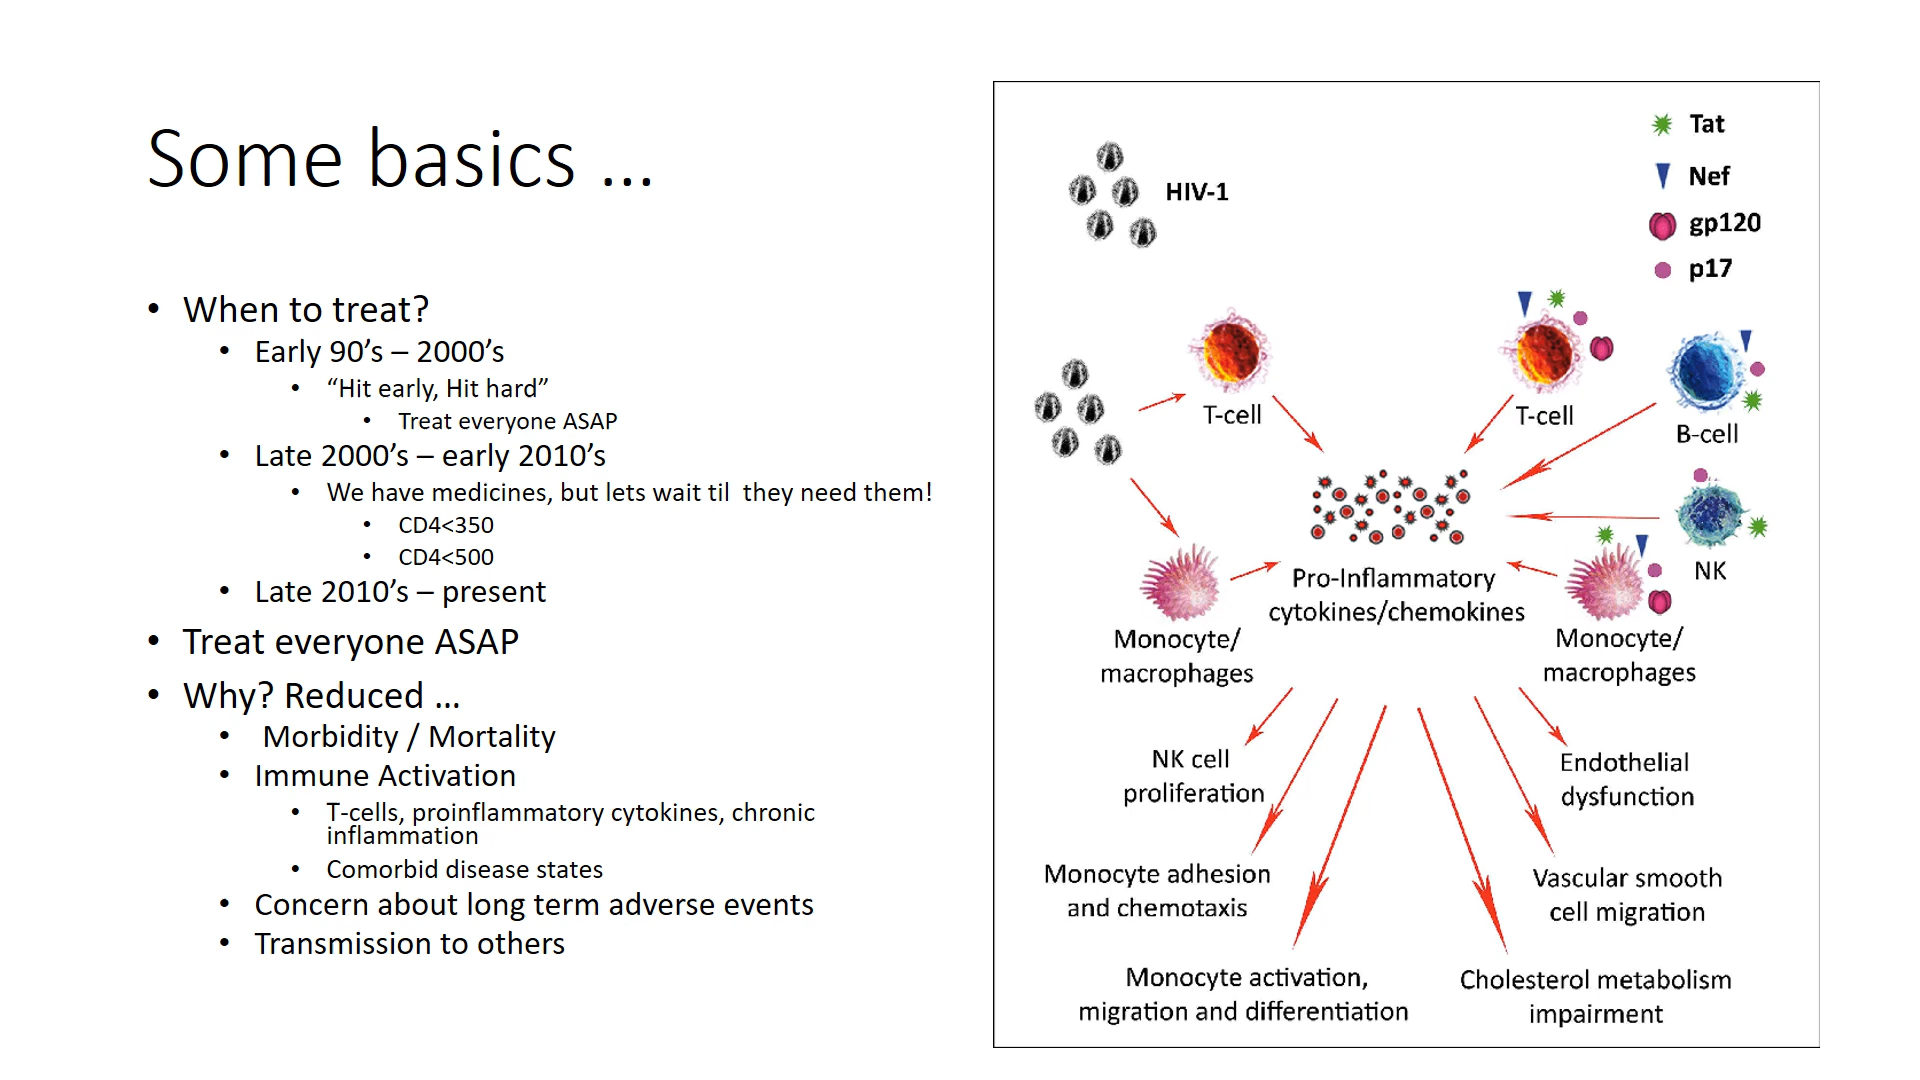 Some basics ...
• When to treat?
• Early 90’s – 2000’s
• “Hit early, Hit hard”
• Treat everyone ASAP
• Late 2000’s – early 2010’s
• We have medicines, but lets wait til  they need them!
• CD4<350
• CD4<500
• Late 2010’s – present
• Treat everyone ASAP
• Why? Reduced ...
• Morbidity / Mortality
• Immune Activation
• T-cells, proinflammatory cytokines, chronic
inflammation
• Comorbid disease states
• Concern about long term adverse events
• Transmission to others
Tat
Nef
gp120
p17
HIV-1
T-cell
T-cell
B-cell
NK
Pro-Inflammatory
cytokines/chemokines
Monocyte/
macrophages
Monocyte/
macrophages
NK cell
proliferation
Endothelial
dysfunction
Monocyte adhesion
and chemotaxis
Vascular smooth
cell migration
Monocyte activation,
migration and differentiation
Cholesterol metabolism
impairment